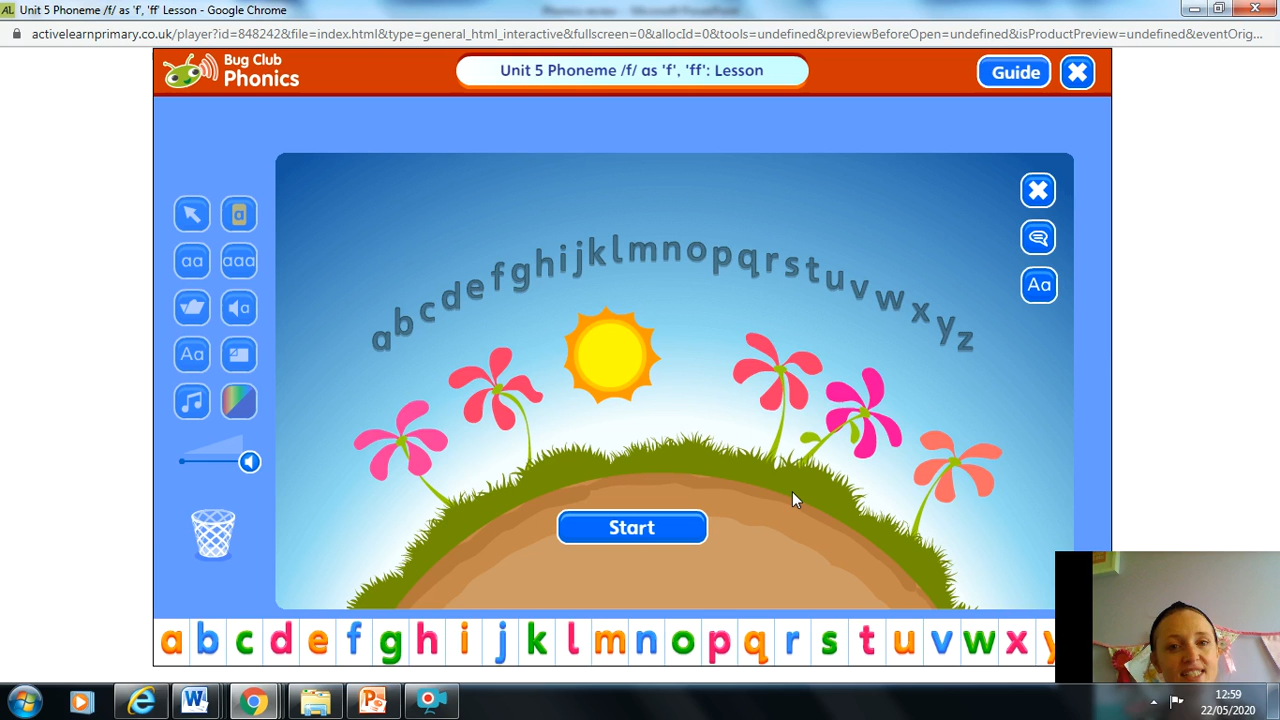 Unit 5 Phoneme /f/ as 'f', 'ff' Lesson - Google Chrome
activelearnprimary.co.uk/player?id=848242&file=index.html&type=general_html_interactive&fullscreen=0&allocId=0&tools=undefined&previewBeforeOpen=undefined&isProductPreview=undefined&eventOrig...
Bug Club
Phonics
Unit 5 Phoneme /f/ as 'f', 'ff': Lesson
Guide
a
aa aaa
a
Aa
Aa
a b c d e f g h i j k l m n o p q r s t u v w x y z
Start
a b c d e f g h i j k l m n o p q r s t u v w x y
12:59
22/05/2020